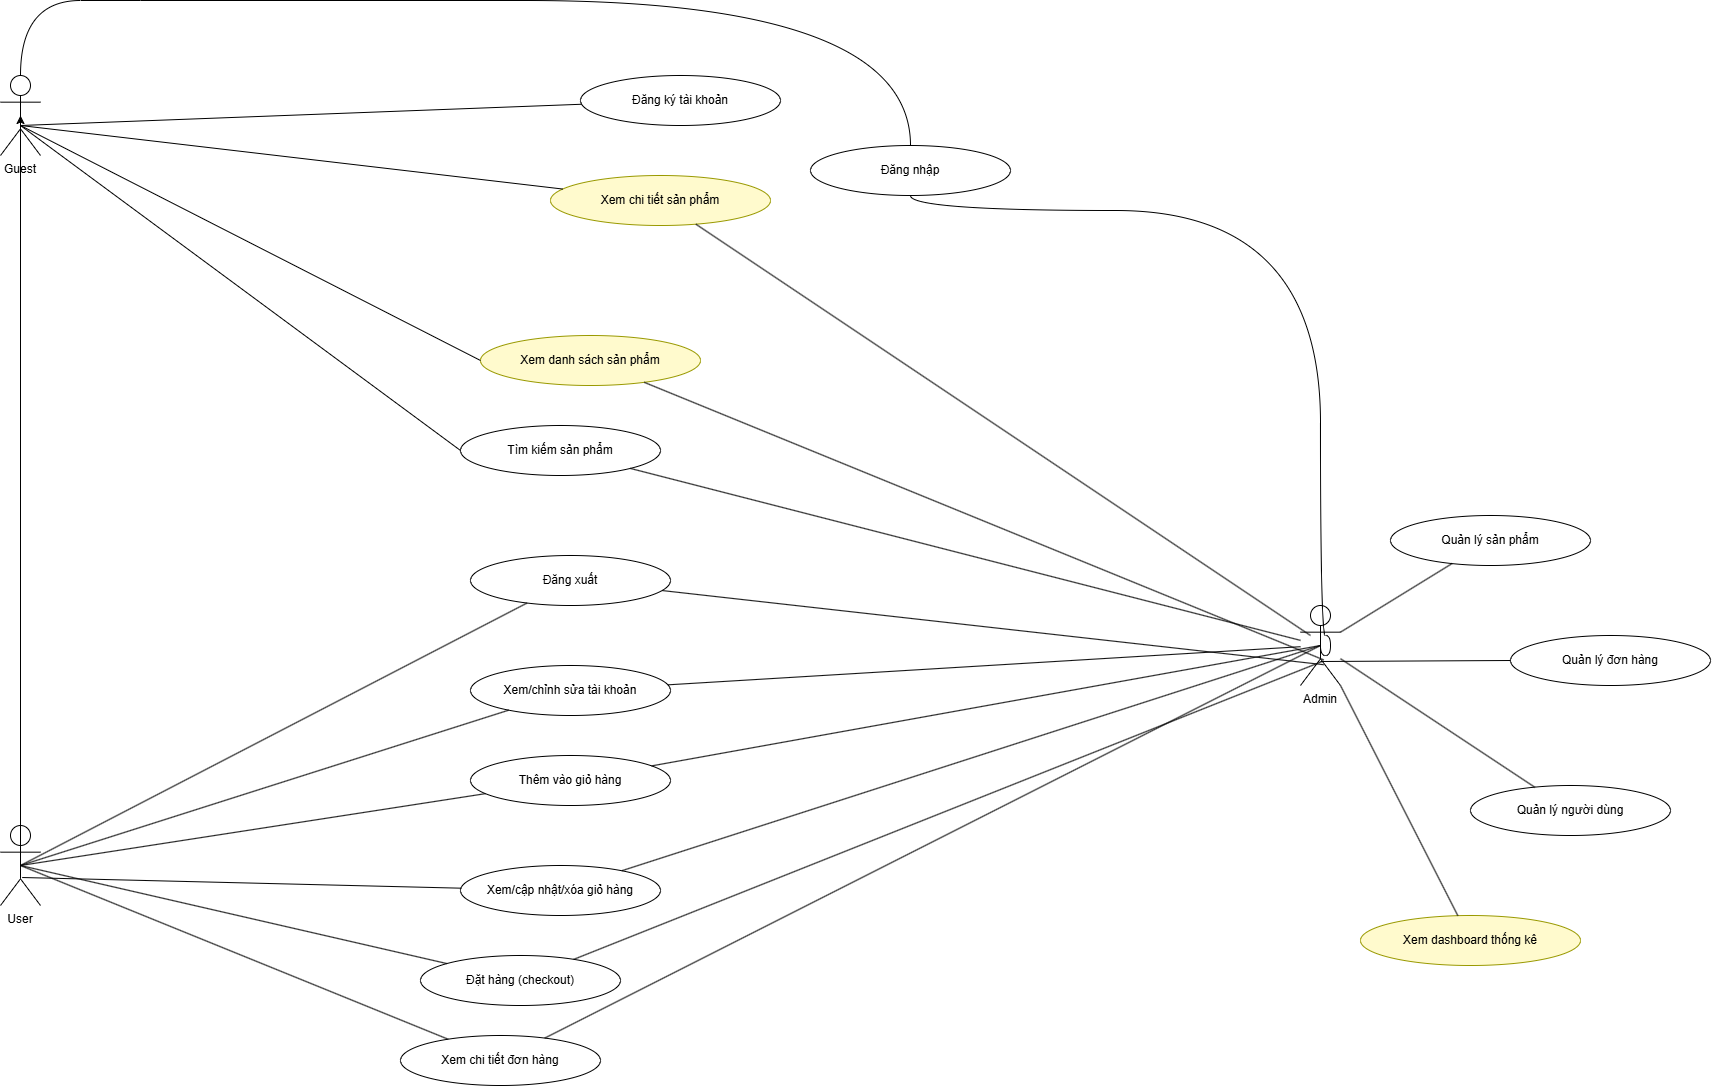 Đăng ký tài khoản
Guest
Đăng nhập
Xem chi tiết sản phẩm
Xem danh sách sản phẩm
Tìm kiếm sản phẩm
Quản lý sản phẩm
Đăng xuất
Quản lý đơn hàng
Xem/chỉnh sửa tài khoản
Admin
Thêm vào giỏ hàng
Quản lý người dùng
Xem/cập nhật/xóa giỏ hàng
User
Xem dashboard thống kê
Đặt hàng (checkout)
Xem chi tiết đơn hàng